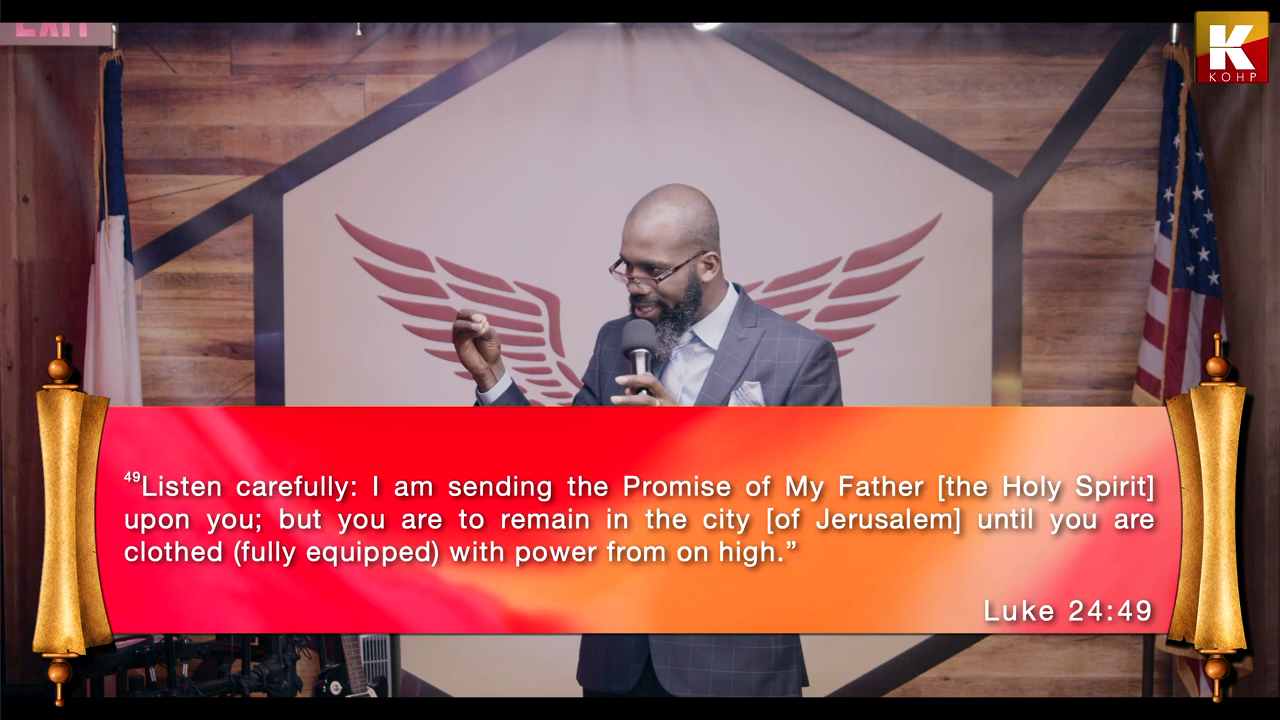 EXIT
K
KOHP
⁴⁹Listen carefully: I am sending the Promise of My Father [the Holy Spirit]
upon you; but you are to remain in the city [of Jerusalem] until you are
clothed (fully equipped) with power from on high.”
Luke 24:49